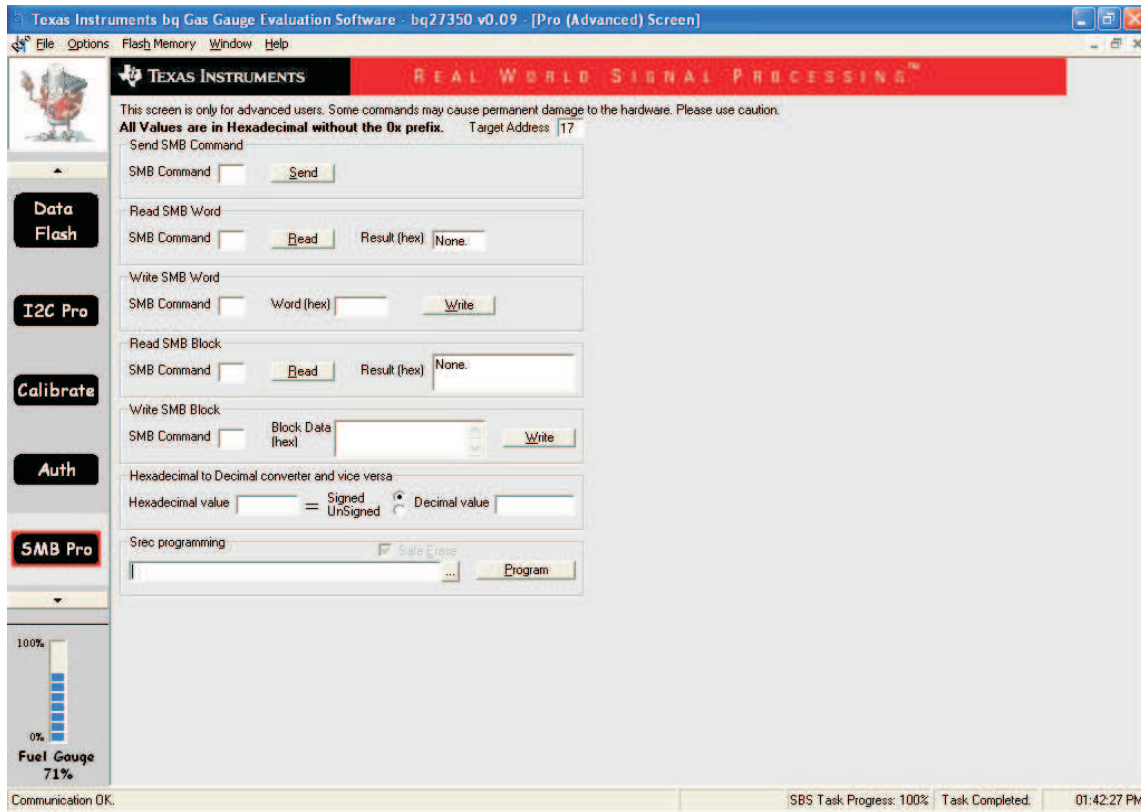 Texas Instruments bq Gas Gauge Evaluation Software - bq27350 v0.09 - [Pro (Advanced) Screen]
File Options Flash Memory Window Help
TEXAS INSTRUMENTS REAL WORLD SIGNAL PROCESSING™
This screen is only for advanced users. Some commands may cause permanent damage to the hardware. Please use caution.
All Values are in Hexadecimal without the 0x prefix. Target Address 17
Send SMB Command
SMB Command Send
Read SMB Word
SMB Command Read Result (hex) None.
Write SMB Word
SMB Command Word (hex) Write
Read SMB Block
SMB Command Read Result (hex) None.
Write SMB Block
SMB Command Block Data (hex) Write
Hexadecimal to Decimal converter and vice versa
Hexadecimal value = Signed UnSigned Decimal value
Srec programming Safe Erase
... Program
Data Flash
I2C Pro
Calibrate
Auth
SMB Pro
100%
0%
Fuel Gauge
71%
Communication OK. SBS Task Progress: 100% Task Completed. 01:42:27 PM